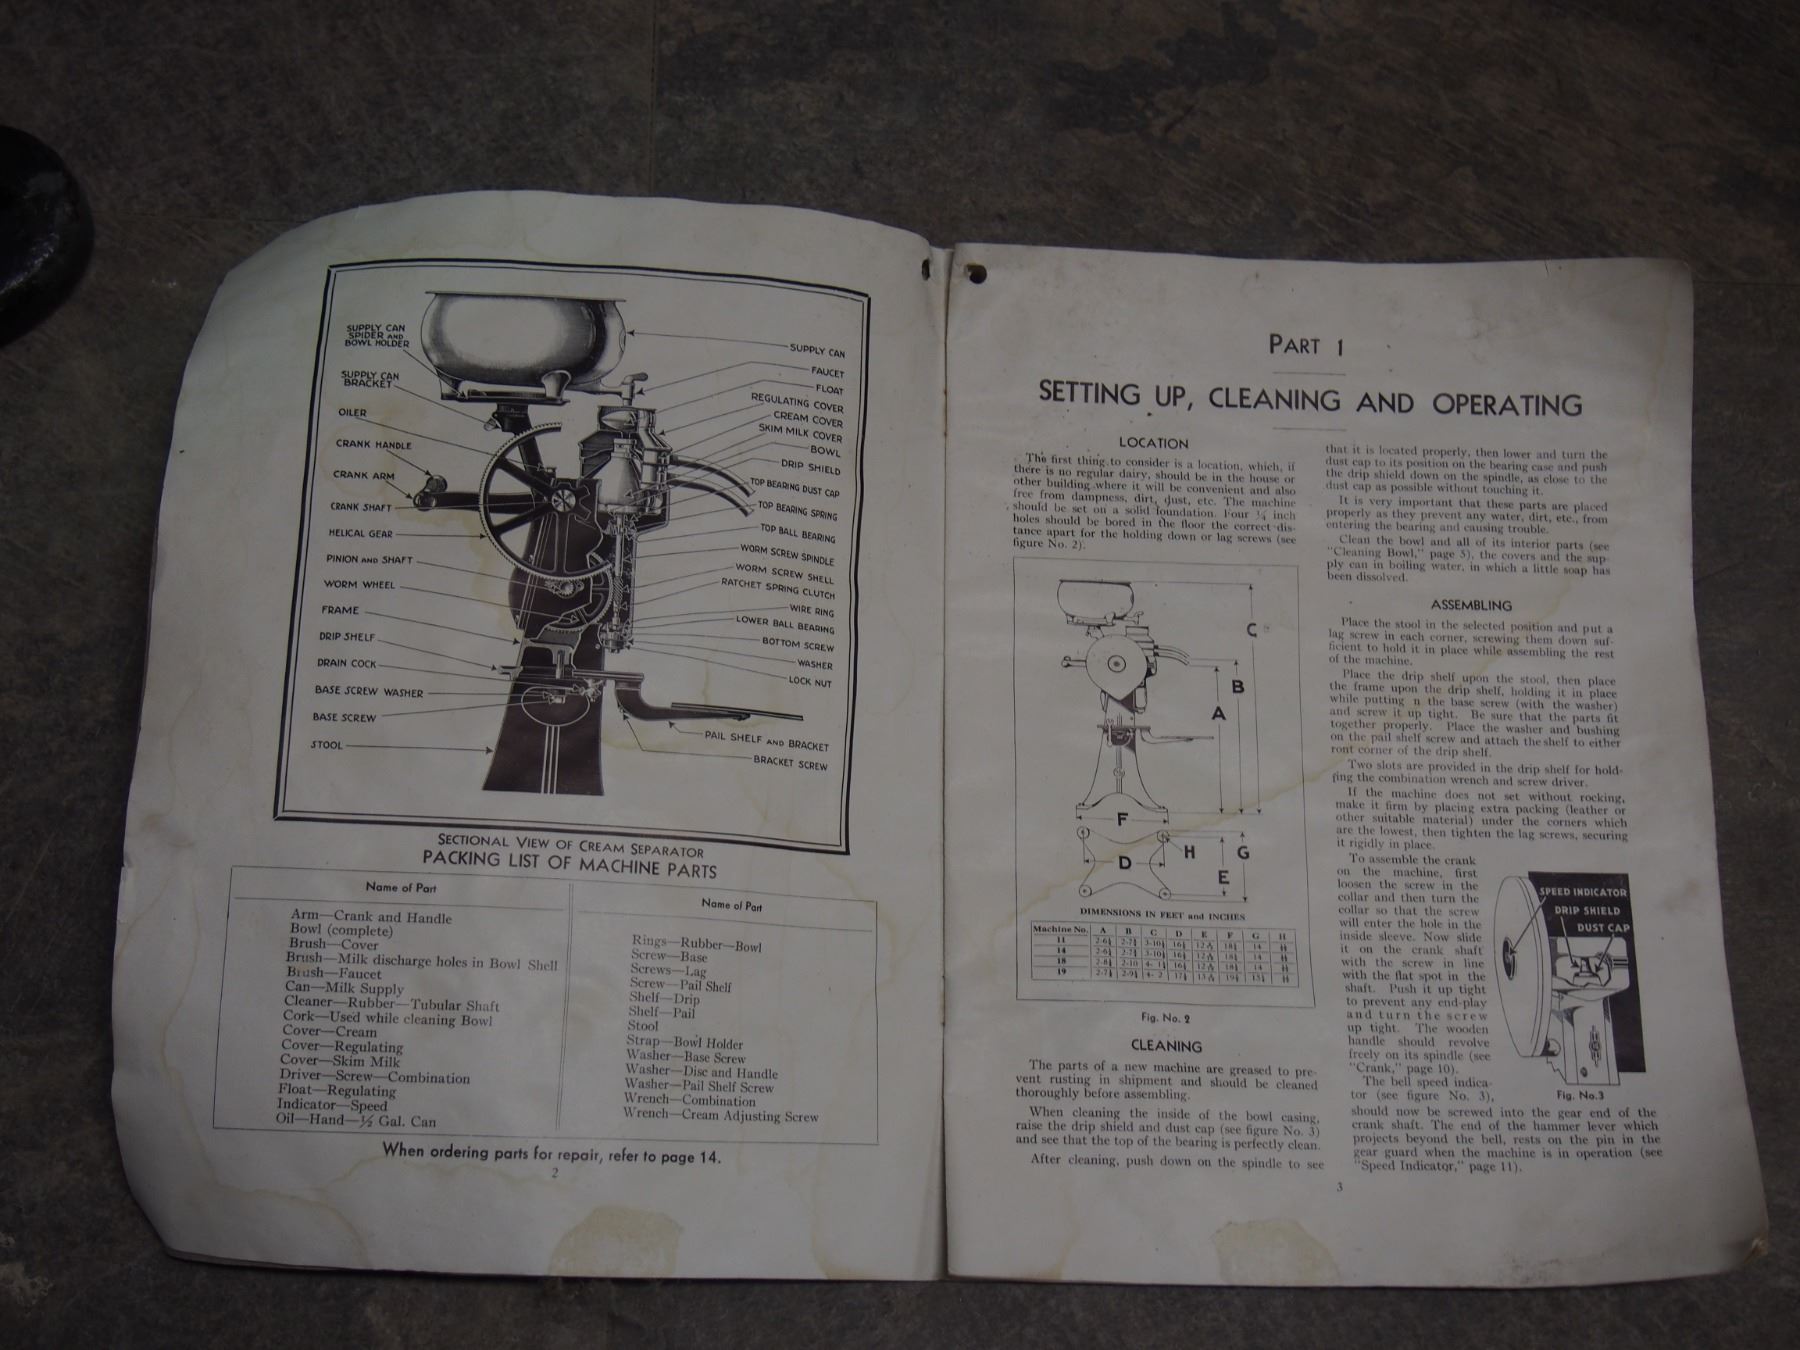 SUPPLY CAN
SPIDER AND
BOWL HOLDER
SUPPLY CAN
BRACKET
OILER
CRANK HANDLE
CRANK ARM
CRANK SHAFT
HELICAL GEAR
PINION AND SHAFT
WORM WHEEL
FRAME
DRIP SHELF
DRAIN COCK
BASE SCREW WASHER
BASE SCREW
STOOL
SUPPLY CAN
FAUCET
FLOAT
REGULATING COVER
CREAM COVER
SKIM MILK COVER
BOWL
DRIP SHIELD
TOP BEARING DUST CAP
TOP BEARING SPRING
TOP BALL BEARING
WORM SCREW SPINDLE
WORM SCREW SHELL
RATCHET SPRING CLUTCH
WIRE RING
LOWER BALL BEARING
BOTTOM SCREW
WASHER
LOCK NUT
PAIL SHELF AND BRACKET
BRACKET SCREW
SECTIONAL VIEW OF CREAM SEPARATOR
PACKING LIST OF MACHINE PARTS
Name of Part
Arm—Crank and Handle
Bowl (complete)
Brush—Cover
Brush—Milk discharge holes in Bowl Shell
Brush—Faucet
Can—Milk Supply
Cleaner—Rubber—Tubular Shaft
Cork—Used while cleaning Bowl
Cover—Cream
Cover—Regulating
Cover—Skim Milk
Driver—Screw—Combination
Float—Regulating
Indicator—Speed
Oil—Hand—½ Gal. Can
Name of Part
Rings—Rubber—Bowl
Screw—Base
Screws—Lag
Screw—Pail Shelf
Shelf—Drip
Shelf—Pail
Stool
Strap—Bowl Holder
Washer—Base Screw
Washer—Disc and Handle
Washer—Pail Shelf Screw
Wrench—Combination
Wrench—Cream Adjusting Screw
When ordering parts for repair, refer to page 14.
2
PART 1
SETTING UP, CLEANING AND OPERATING
LOCATION
The first thing to consider is a location, which, if
there is no regular dairy, should be in the house or
other building where it will be convenient and also
free from dampness, dirt, dust, etc. The machine
should be set on a solid foundation. Four ¾ inch
holes should be bored in the floor the correct dis-
tance apart for the holding down or lag screws (see
figure No. 2).
C
B
A
F
D
H
G
E
DIMENSIONS IN FEET and INCHES
Machine No. A B C D E F G H
11
14
18
19
Fig. No. 2
CLEANING
The parts of a new machine are greased to pre-
vent rusting in shipment and should be cleaned
thoroughly before assembling.
When cleaning the inside of the bowl casing,
raise the drip shield and dust cap (see figure No. 3)
and see that the top of the bearing is perfectly clean.
After cleaning, push down on the spindle to see
that it is located properly, then lower and turn the
dust cap to its position on the bearing case and push
the drip shield down on the spindle, as close to the
dust cap as possible without touching it.
It is very important that these parts are placed
properly as they prevent any water, dirt, etc., from
entering the bearing and causing trouble.
Clean the bowl and all of its interior parts (see
"Cleaning Bowl," page 5), the covers and the sup-
ply can in boiling water, in which a little soap has
been dissolved.
ASSEMBLING
Place the stool in the selected position and put a
lag screw in each corner, screwing them down suf-
ficient to hold it in place while assembling the rest
of the machine.
Place the drip shelf upon the stool, then place
the frame upon the drip shelf, holding it in place
while putting n the base screw (with the washer)
and screw it up tight. Be sure that the parts fit
together properly. Place the washer and bushing
on the pail shelf screw and attach the shelf to either
ront corner of the drip shelf.
Two slots are provided in the drip shelf for hold-
fing the combination wrench and screw driver.
If the machine does not set without rocking,
make it firm by placing extra packing (leather or
other suitable material) under the corners which
are the lowest, then tighten the lag screws, securing
it rigidly in place.
To assemble the crank
on the machine, first
loosen the screw in the
collar and then turn the
collar so that the screw
will enter the hole in the
inside sleeve. Now slide
it on the crank shaft
with the screw in line
with the flat spot in the
shaft. Push it up tight
to prevent any end-play
and turn the screw
up tight. The wooden
handle should revolve
freely on its spindle (see
"Crank," page 10).
The bell speed indica-
tor (see figure No. 3),
SPEED INDICATOR
DRIP SHIELD
DUST CAP
Fig. No. 3
should now be screwed into the gear end of the
crank shaft. The end of the hammer lever which
projects beyond the bell, rests on the pin in the
gear guard when the machine is in operation (see
"Speed Indicator," page 11).
3